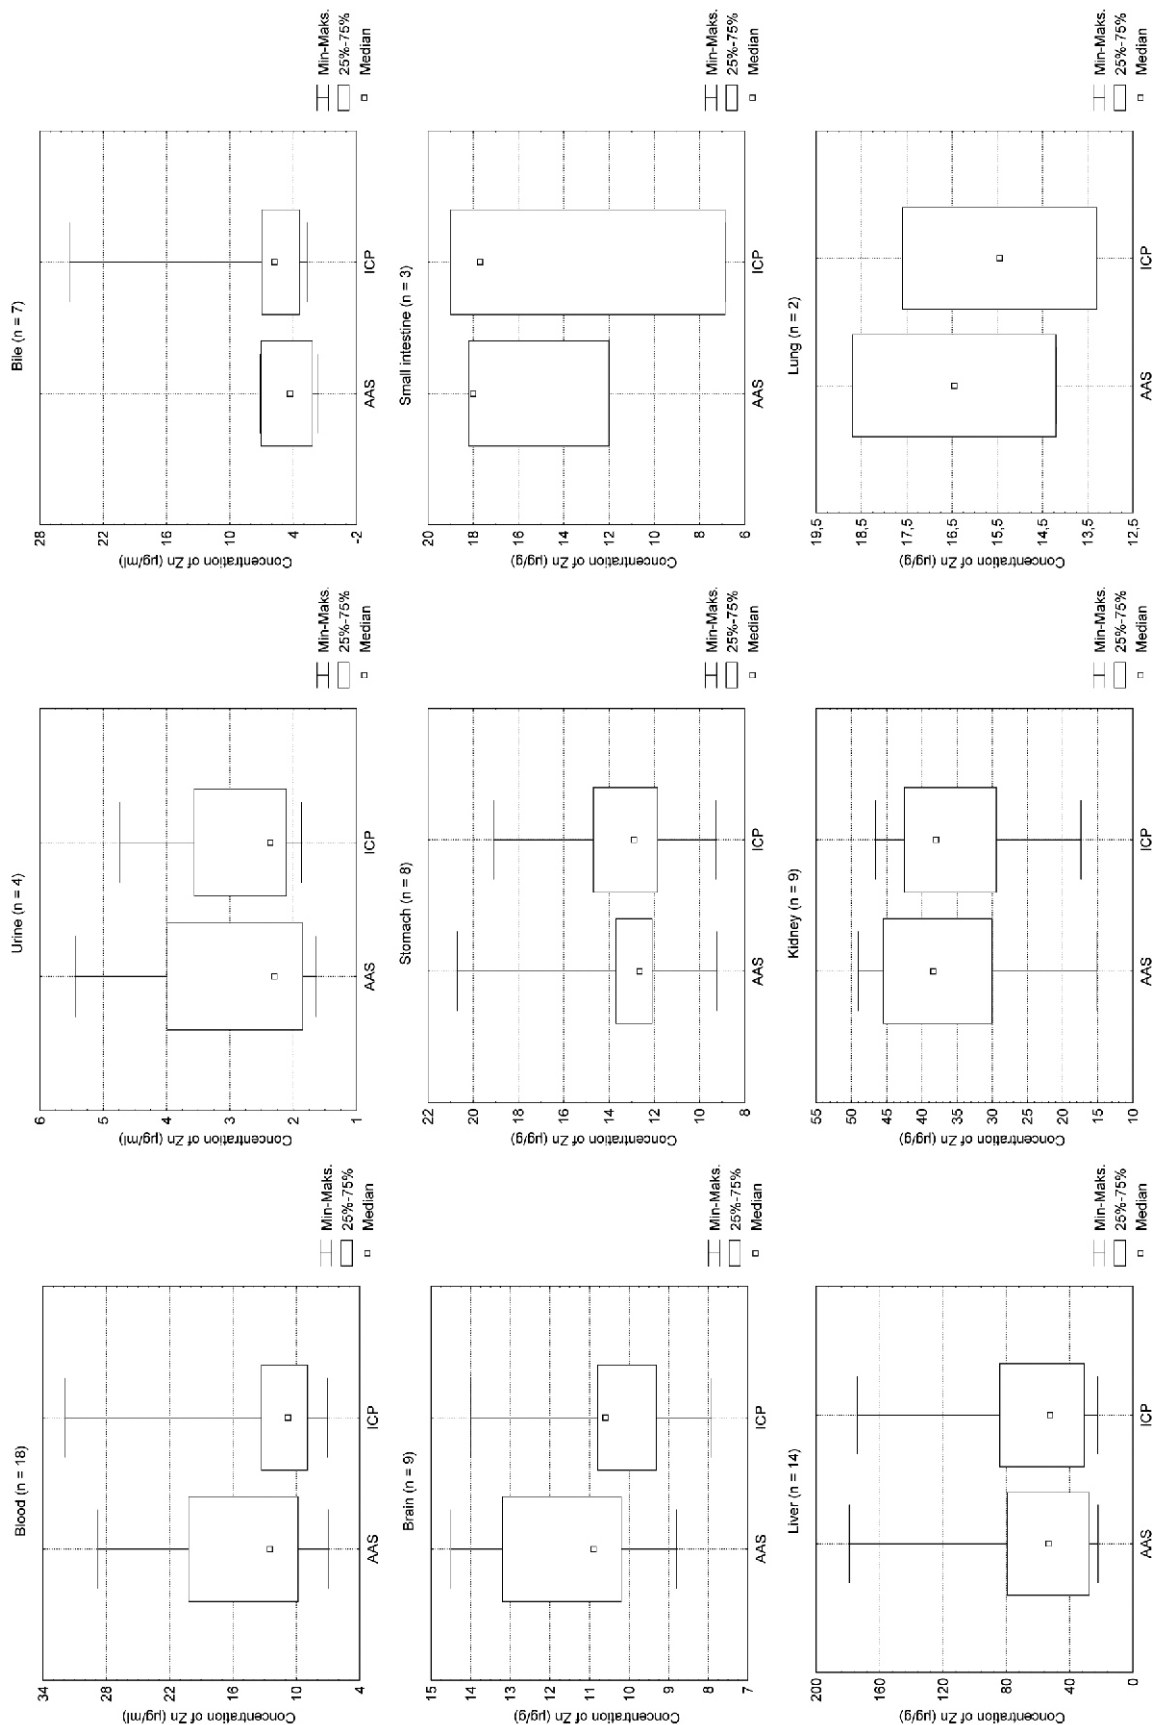 Blood (n = 18)
Concentration of Zn (µg/ml)
34
28
22
16
10
4
AAS
ICP
Min-Maks.
25%-75%
Median
Urine (n = 4)
Concentration of Zn (µg/ml)
6
5
4
3
2
1
AAS
ICP
Min-Maks.
25%-75%
Median
Bile (n = 7)
Concentration of Zn (µg/ml)
28
22
16
10
4
-2
AAS
ICP
Min-Maks.
25%-75%
Median
Brain (n = 9)
Concentration of Zn (µg/g)
15
14
13
12
11
10
9
8
7
AAS
ICP
Min-Maks.
25%-75%
Median
Stomach (n = 8)
Concentration of Zn (µg/g)
22
20
18
16
14
12
10
8
AAS
ICP
Min-Maks.
25%-75%
Median
Small intestine (n = 3)
Concentration of Zn (µg/g)
20
18
16
14
12
10
8
6
AAS
ICP
Min-Maks.
25%-75%
Median
Liver (n = 14)
Concentration of Zn (µg/g)
200
160
120
80
40
0
AAS
ICP
Min-Maks.
25%-75%
Median
Kidney (n = 9)
Concentration of Zn (µg/g)
55
50
45
40
35
30
25
20
15
10
AAS
ICP
Min-Maks.
25%-75%
Median
Lung (n = 2)
Concentration of Zn (µg/g)
19,5
18,5
17,5
16,5
15,5
14,5
13,5
12,5
AAS
ICP
Min-Maks.
25%-75%
Median